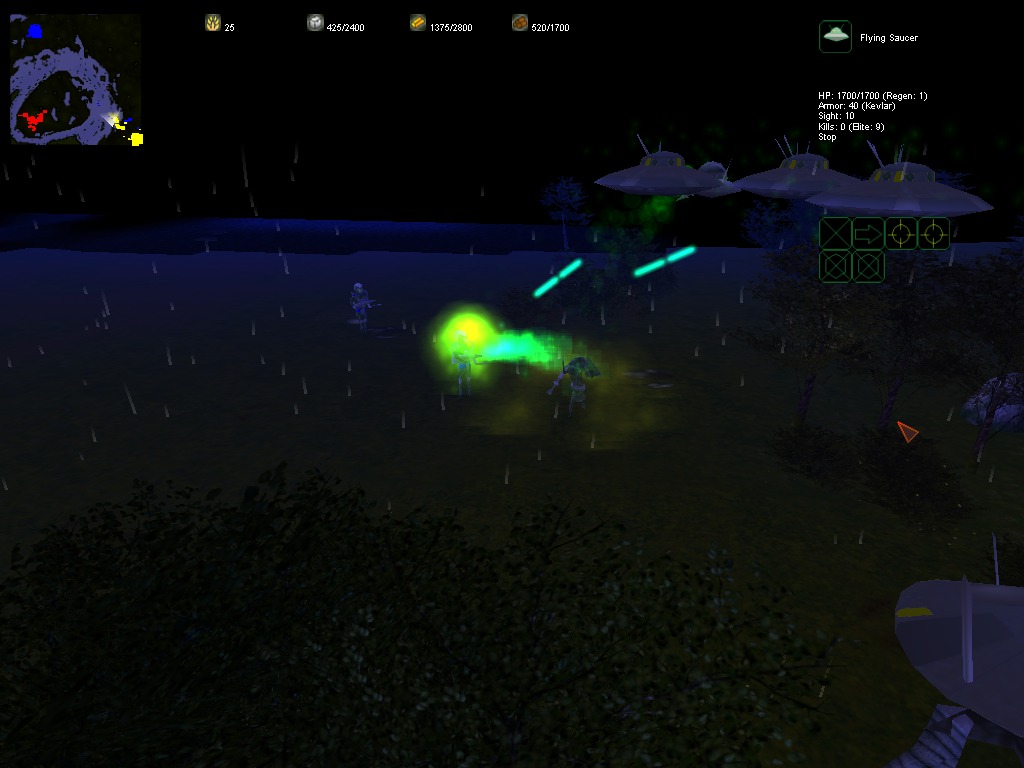 25
425/2400
1375/2800
520/1700
Flying Saucer
HP: 1700/1700 (Regen: 1)
Armor: 40 (Kevlar)
Sight: 10
Kills: 0 (Elite: 9)
Stop